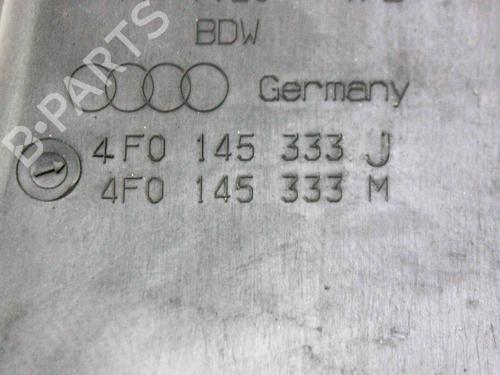 BDW
Germany
4F0 145 333 J
4F0 145 333 M
B-PARTS